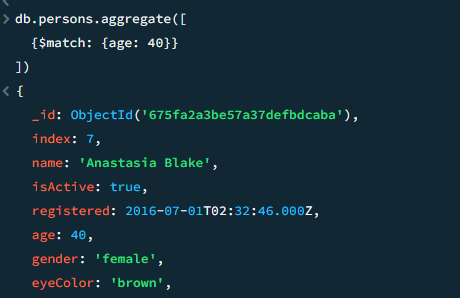 > db.persons.aggregate([
{$match: {age: 40}}
])
< {
_id: ObjectId('675fa2a3be57a37defbdcaba'),
index: 7,
name: 'Anastasia Blake',
isActive: true,
registered: 2016-07-01T02:32:46.000Z,
age: 40,
gender: 'female',
eyeColor: 'brown',